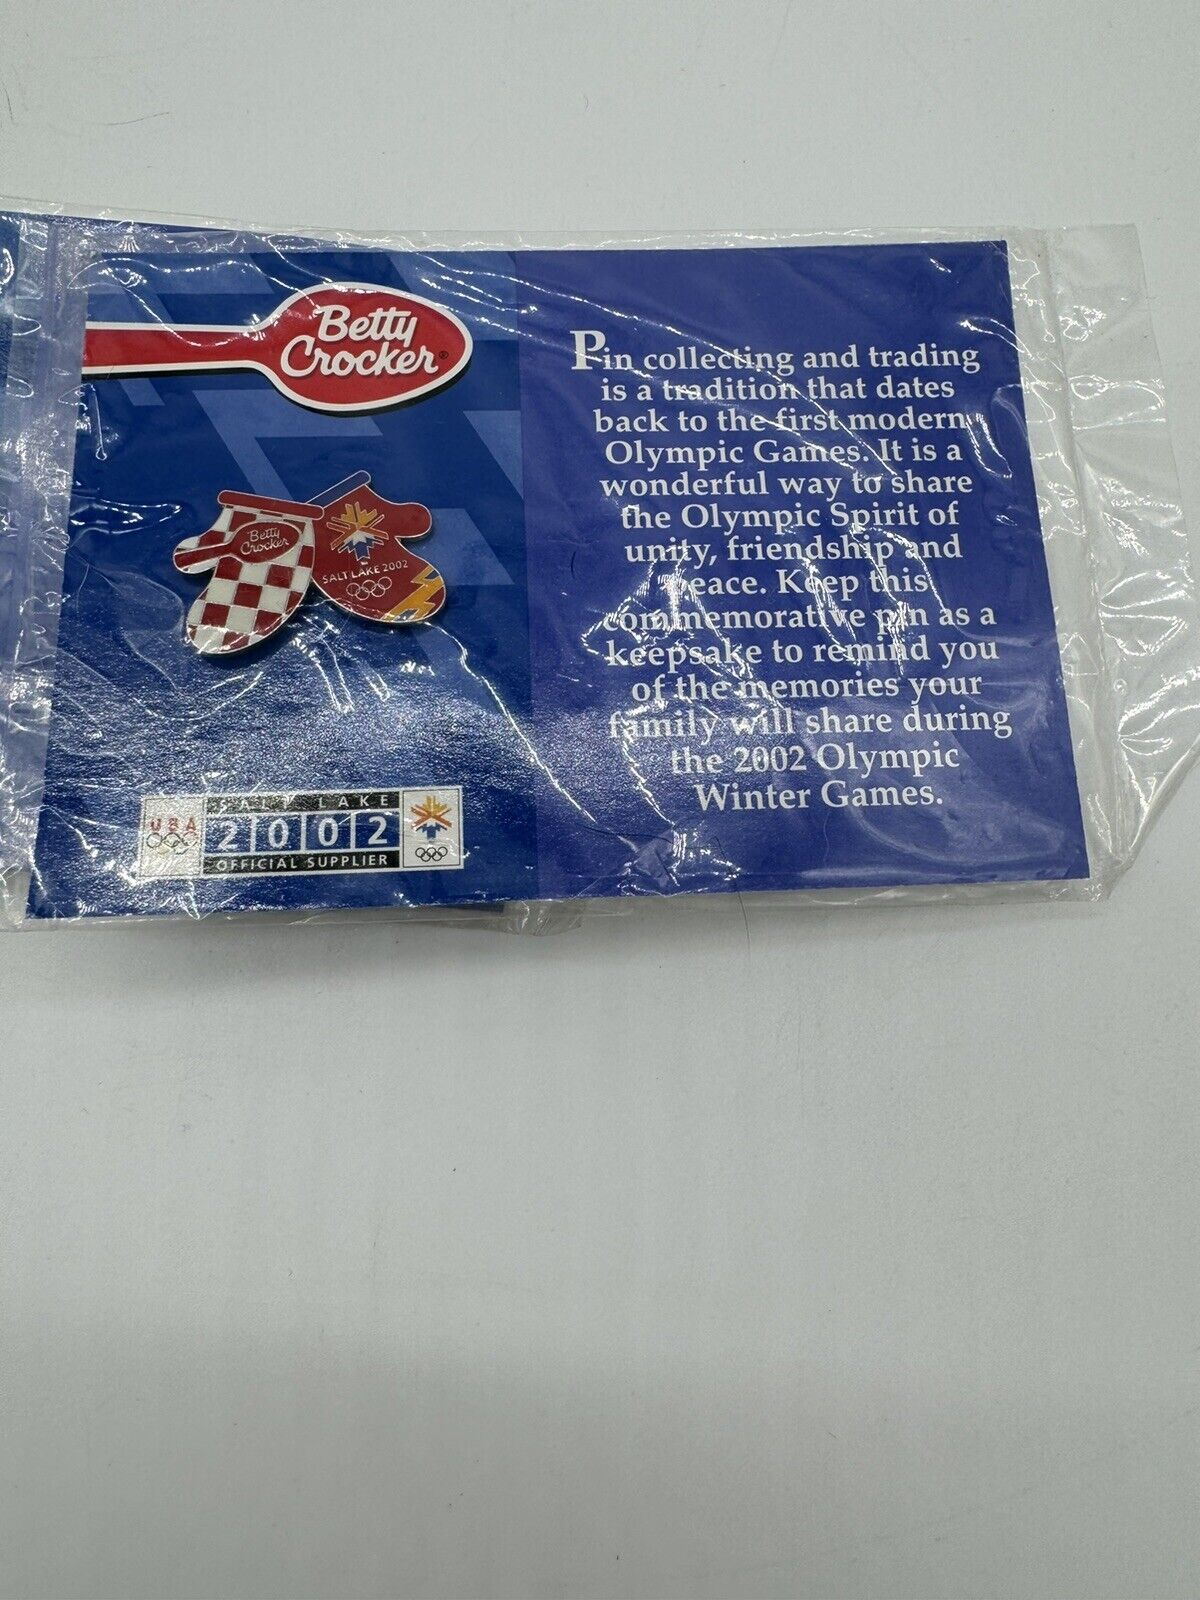 Betty
Crocker®
Betty
Crocker
SALT LAKE 2002
Pin collecting and trading
is a tradition that dates
back to the first modern
Olympic Games. It is a
wonderful way to share
the Olympic Spirit of
unity, friendship and
peace. Keep this
commemorative pin as a
keepsake to remind you
of the memories your
family will share during
the 2002 Olympic
Winter Games.
USA
SALT LAKE
2002
OFFICIAL SUPPLIER